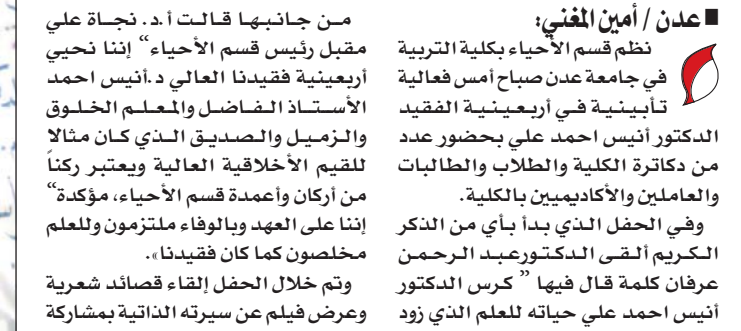 ■ عدن / أمين المغني:
نظم قسم الأحياء بكلية التربية
في جامعة عدن صباح أمس فعالية
تأبينية في أربعينية الفقيد
الدكتور أنيس احمد علي بحضور عدد
من دكاترة الكلية والطلاب والطالبات
والعاملين والأكاديميين بالكلية.
وفي الحفل الذي بدأ بأي من الذكر
الكريم ألقى الدكتورعبد الرحمن
عرفان كلمة قال فيها ” كرس الدكتور
أنيس احمد علي حياته للعلم الذي زود
من جانبها قالت أ.د. نجاة علي
مقبل رئيس قسم الأحياء“ إننا نحيي
أربعينية فقيدنا العالي د.أنيس احمد
الأستاذ الفاضل والمعلم الخلوق
والزميل والصديق الذي كان مثالا
للقيم الأخلاقية العالية ويعتبر ركناً
من أركان وأعمدة قسم الأحياء، مؤكدة“
إننا على العهد وبالوفاء ملتزمون وللعلم
مخلصون كما كان فقيدنا».
وتم خلال الحفل إلقاء قصائد شعرية
وعرض فيلم عن سيرته الذاتية بمشاركة